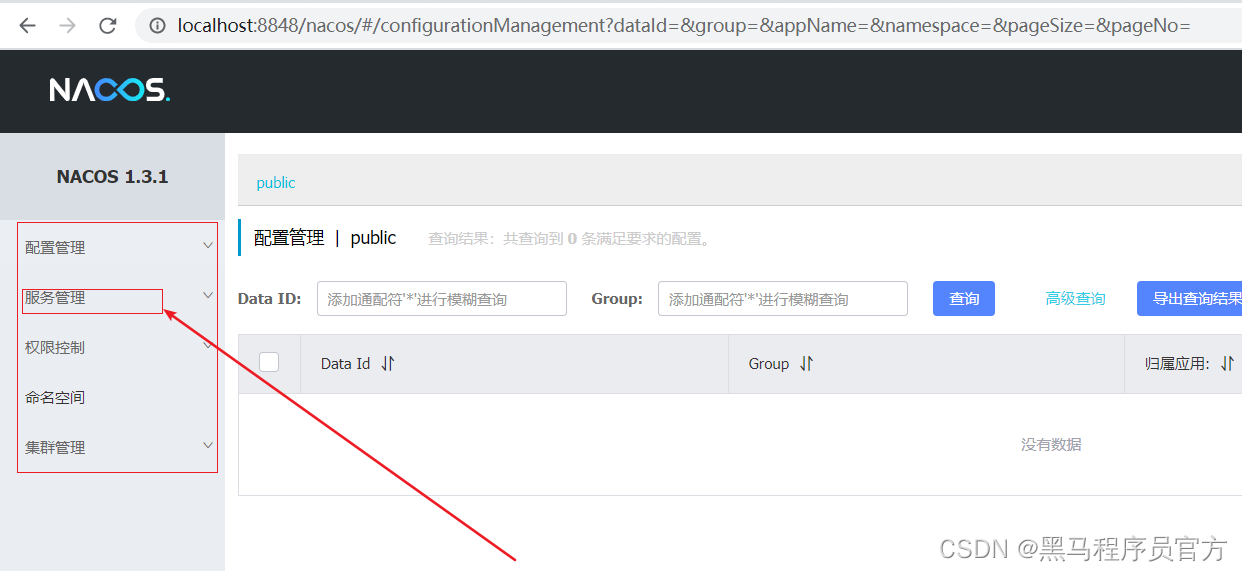 localhost:8848/nacos/#/configurationManagement?dataId=&group=&appName=&namespace=&pageSize=&pageNo=
NACOS.
NACOS 1.3.1
public
配置管理 | public 查询结果：共查询到 0 条满足要求的配置。
配置管理
服务管理
权限控制
命名空间
集群管理
Data ID: 添加通配符'*'进行模糊查询 Group: 添加通配符'*'进行模糊查询 查询 高级查询 导出查询结果
Data Id Group 归属应用:
没有数据
CSDN @黑马程序员官方